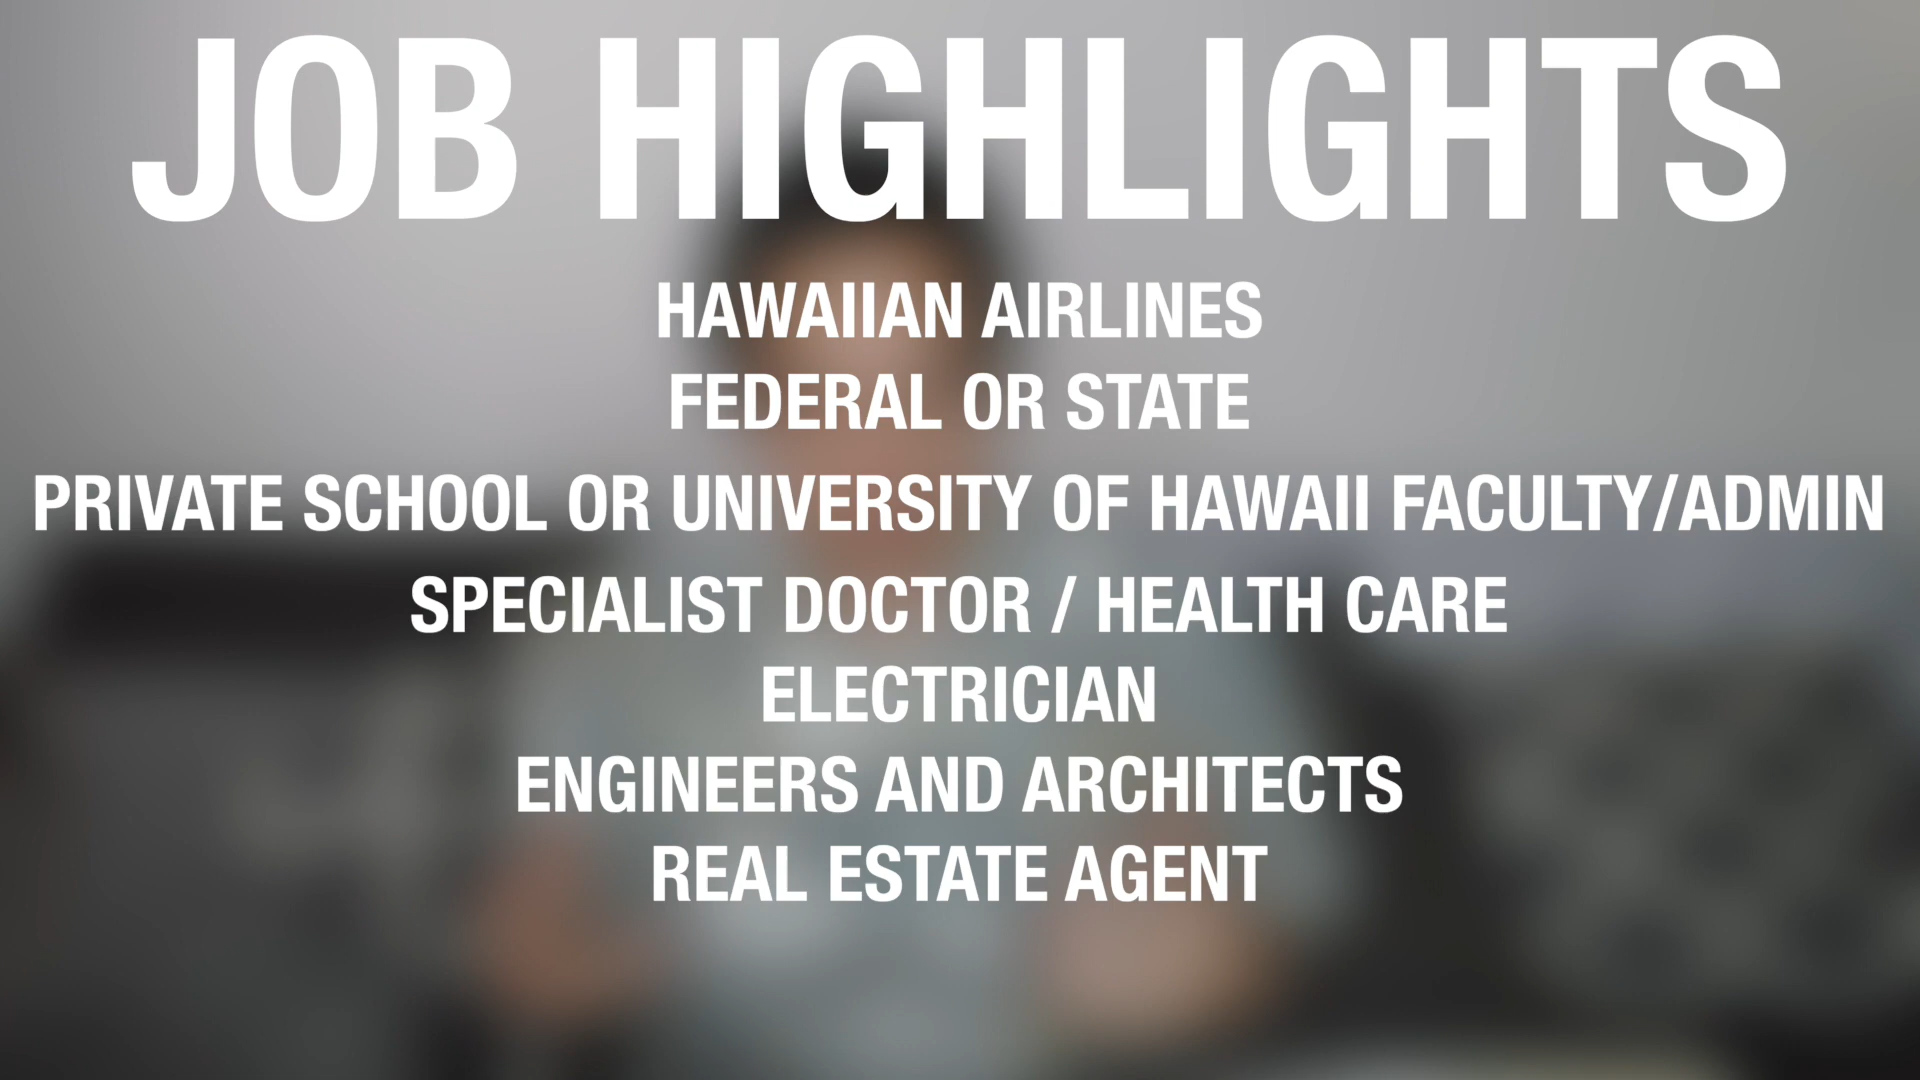 JOB HIGHLIGHTS
HAWAIIAN AIRLINES
FEDERAL OR STATE
PRIVATE SCHOOL OR UNIVERSITY OF HAWAII FACULTY/ADMIN
SPECIALIST DOCTOR / HEALTH CARE
ELECTRICIAN
ENGINEERS AND ARCHITECTS
REAL ESTATE AGENT